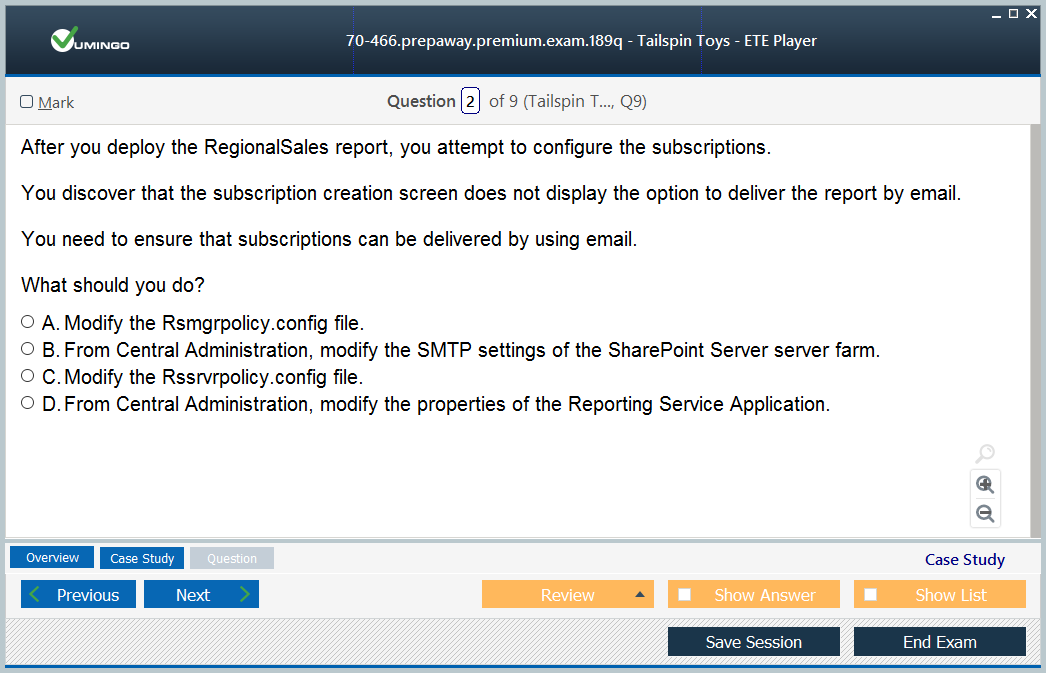 VUMINGO
70-466.prepaway.premium.exam.189q - Tailspin Toys - ETE Player
Mark
Question 2 of 9 (Tailspin T..., Q9)
After you deploy the RegionalSales report, you attempt to configure the subscriptions.
You discover that the subscription creation screen does not display the option to deliver the report by email.
You need to ensure that subscriptions can be delivered by using email.
What should you do?
A. Modify the Rsmgrpolicy.config file.
B. From Central Administration, modify the SMTP settings of the SharePoint Server server farm.
C. Modify the Rssrvrpolicy.config file.
D. From Central Administration, modify the properties of the Reporting Service Application.
Overview Case Study Question Case Study
Previous Next Review Show Answer Show List
Save Session End Exam